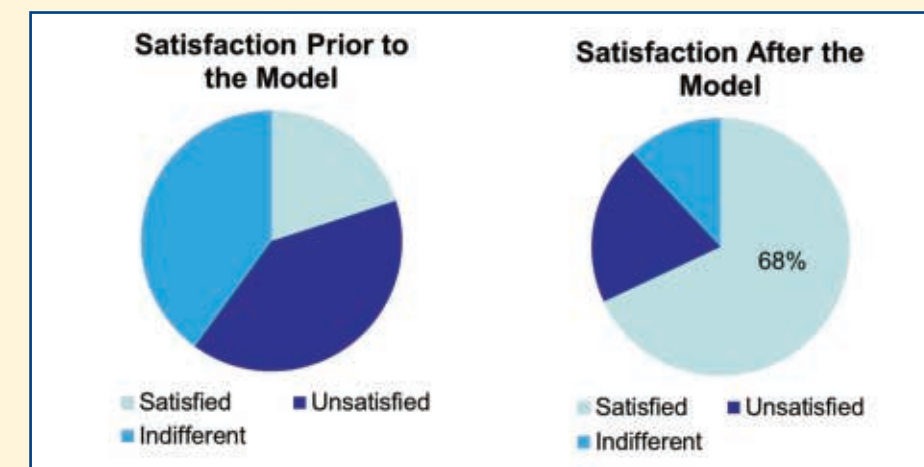 Satisfaction Prior to
the Model
Satisfied
Unsatisfied
Indifferent
Satisfaction After the
Model
68%
Satisfied
Unsatisfied
Indifferent